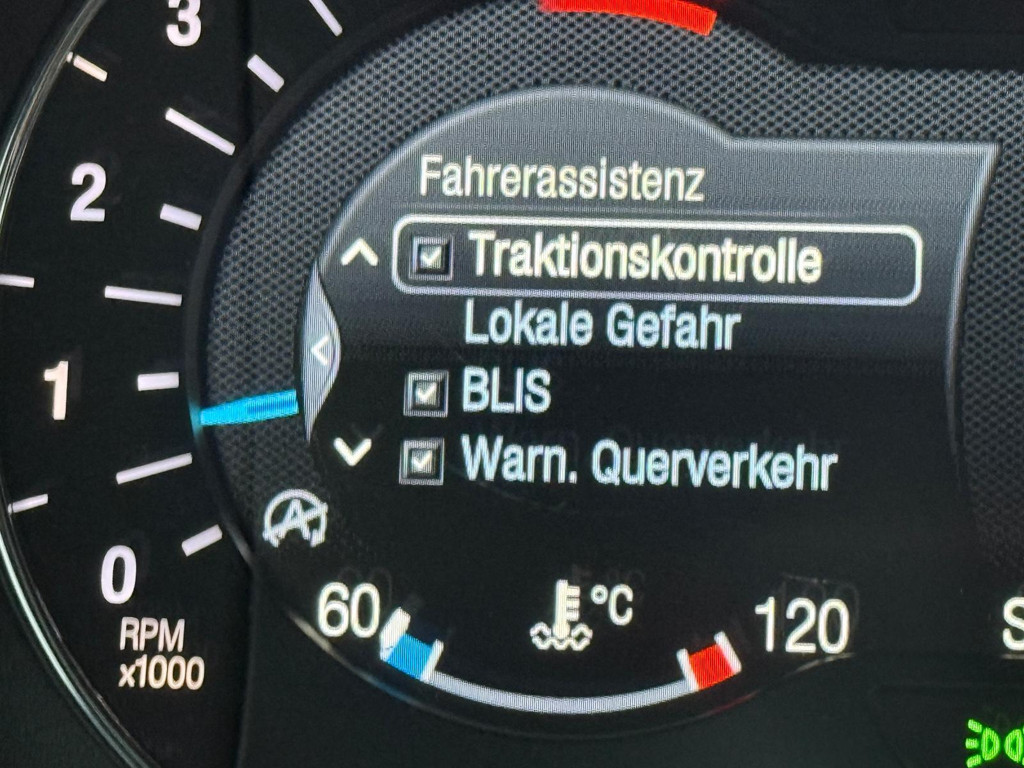 3
Fahrerassistenz
2
Traktionskontrolle
Lokale Gefahr
1
BLIS
Warn. Querverkehr
A
0
60
°C
120
S
RPM
x1000